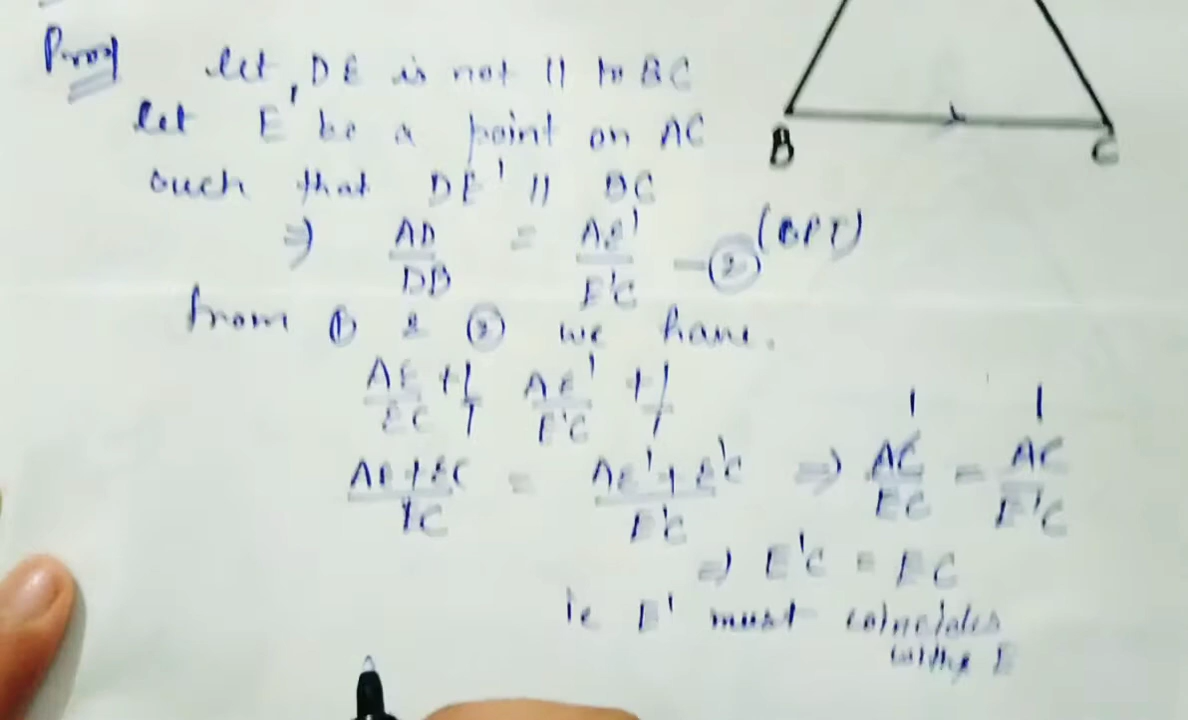 Proof let, DE is not || to BC
let E' be a point on AC
such that DE' || BC
⇒ AD/DB = AE'/E'C — ② (BPT)
from ① & ② we have.
AE/EC + 1/1 AE'/E'C + 1/1
AE + EC/EC = AE' + E'C/E'C ⇒ AC/EC = AC/E'C
⇒ E'C = EC
ie E' must coincides
with E
B
C